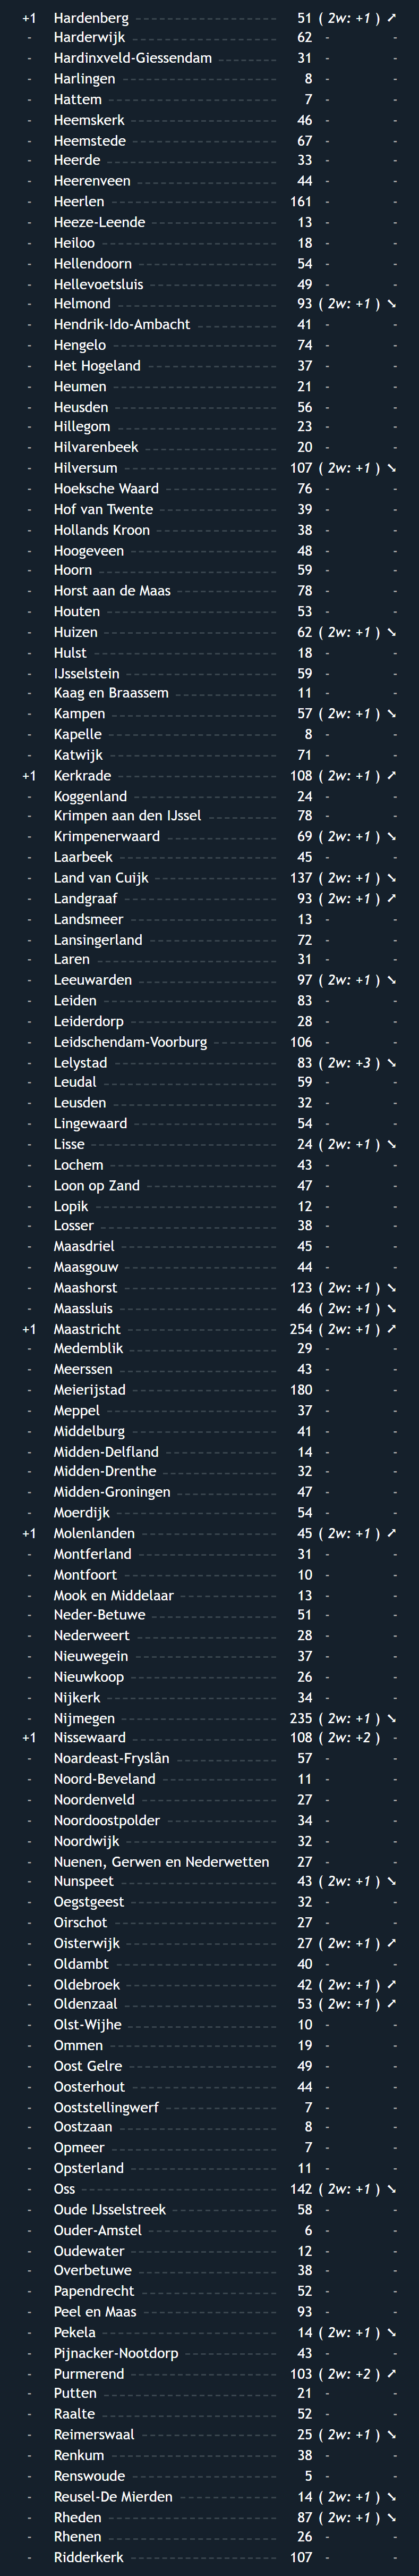 +1 Hardenberg 51 ( 2w: +1 ) ➚
- Harderwijk 62 - -
- Hardinxveld-Giessendam 31 - -
- Harlingen 8 - -
- Hattem 7 - -
- Heemskerk 46 - -
- Heemstede 67 - -
- Heerde 33 - -
- Heerenveen 44 - -
- Heerlen 161 - -
- Heeze-Leende 13 - -
- Heiloo 18 - -
- Hellendoorn 54 - -
- Hellevoetsluis 49 - -
- Helmond 93 ( 2w: +1 ) ➘
- Hendrik-Ido-Ambacht 41 - -
- Hengelo 74 - -
- Het Hogeland 37 - -
- Heumen 21 - -
- Heusden 56 - -
- Hillegom 23 - -
- Hilvarenbeek 20 - -
- Hilversum 107 ( 2w: +1 ) ➘
- Hoeksche Waard 76 - -
- Hof van Twente 39 - -
- Hollands Kroon 38 - -
- Hoogeveen 48 - -
- Hoorn 59 - -
- Horst aan de Maas 78 - -
- Houten 53 - -
- Huizen 62 ( 2w: +1 ) ➘
- Hulst 18 - -
- IJsselstein 59 - -
- Kaag en Braassem 11 - -
- Kampen 57 ( 2w: +1 ) ➘
- Kapelle 8 - -
- Katwijk 71 - -
+1 Kerkrade 108 ( 2w: +1 ) ➚
- Koggenland 24 - -
- Krimpen aan den IJssel 78 - -
- Krimpenerwaard 69 ( 2w: +1 ) ➘
- Laarbeek 45 - -
- Land van Cuijk 137 ( 2w: +1 ) ➘
- Landgraaf 93 ( 2w: +1 ) ➚
- Landsmeer 13 - -
- Lansingerland 72 - -
- Laren 31 - -
- Leeuwarden 97 ( 2w: +1 ) ➘
- Leiden 83 - -
- Leiderdorp 28 - -
- Leidschendam-Voorburg 106 - -
- Lelystad 83 ( 2w: +3 ) ➘
- Leudal 59 - -
- Leusden 32 - -
- Lingewaard 54 - -
- Lisse 24 ( 2w: +1 ) ➘
- Lochem 43 - -
- Loon op Zand 47 - -
- Lopik 12 - -
- Losser 38 - -
- Maasdriel 45 - -
- Maasgouw 44 - -
- Maashorst 123 ( 2w: +1 ) ➘
- Maassluis 46 ( 2w: +1 ) ➘
+1 Maastricht 254 ( 2w: +1 ) ➚
- Medemblik 29 - -
- Meerssen 43 - -
- Meierijstad 180 - -
- Meppel 37 - -
- Middelburg 41 - -
- Midden-Delfland 14 - -
- Midden-Drenthe 32 - -
- Midden-Groningen 47 - -
- Moerdijk 54 - -
+1 Molenlanden 45 ( 2w: +1 ) ➚
- Montferland 31 - -
- Montfoort 10 - -
- Mook en Middelaar 13 - -
- Neder-Betuwe 51 - -
- Nederweert 28 - -
- Nieuwegein 37 - -
- Nieuwkoop 26 - -
- Nijkerk 34 - -
- Nijmegen 235 ( 2w: +1 ) ➘
+1 Nissewaard 108 ( 2w: +2 ) -
- Noardeast-Fryslân 57 - -
- Noord-Beveland 11 - -
- Noordenveld 27 - -
- Noordoostpolder 34 - -
- Noordwijk 32 - -
- Nuenen, Gerwen en Nederwetten 27 - -
- Nunspeet 43 ( 2w: +1 ) ➘
- Oegstgeest 32 - -
- Oirschot 27 - -
- Oisterwijk 27 ( 2w: +1 ) ➚
- Oldambt 40 - -
- Oldebroek 42 ( 2w: +1 ) ➚
- Oldenzaal 53 ( 2w: +1 ) ➚
- Olst-Wijhe 10 - -
- Ommen 19 - -
- Oost Gelre 49 - -
- Oosterhout 44 - -
- Ooststellingwerf 7 - -
- Oostzaan 8 - -
- Opmeer 7 - -
- Opsterland 11 - -
- Oss 142 ( 2w: +1 ) ➘
- Oude IJsselstreek 58 - -
- Ouder-Amstel 6 - -
- Oudewater 12 - -
- Overbetuwe 38 - -
- Papendrecht 52 - -
- Peel en Maas 93 - -
- Pekela 14 ( 2w: +1 ) ➘
- Pijnacker-Nootdorp 43 - -
- Purmerend 103 ( 2w: +2 ) ➚
- Putten 21 - -
- Raalte 52 - -
- Reimerswaal 25 ( 2w: +1 ) ➘
- Renkum 38 - -
- Renswoude 5 - -
- Reusel-De Mierden 14 ( 2w: +1 ) ➘
- Rheden 87 ( 2w: +1 ) ➘
- Rhenen 26 - -
- Ridderkerk 107 - -